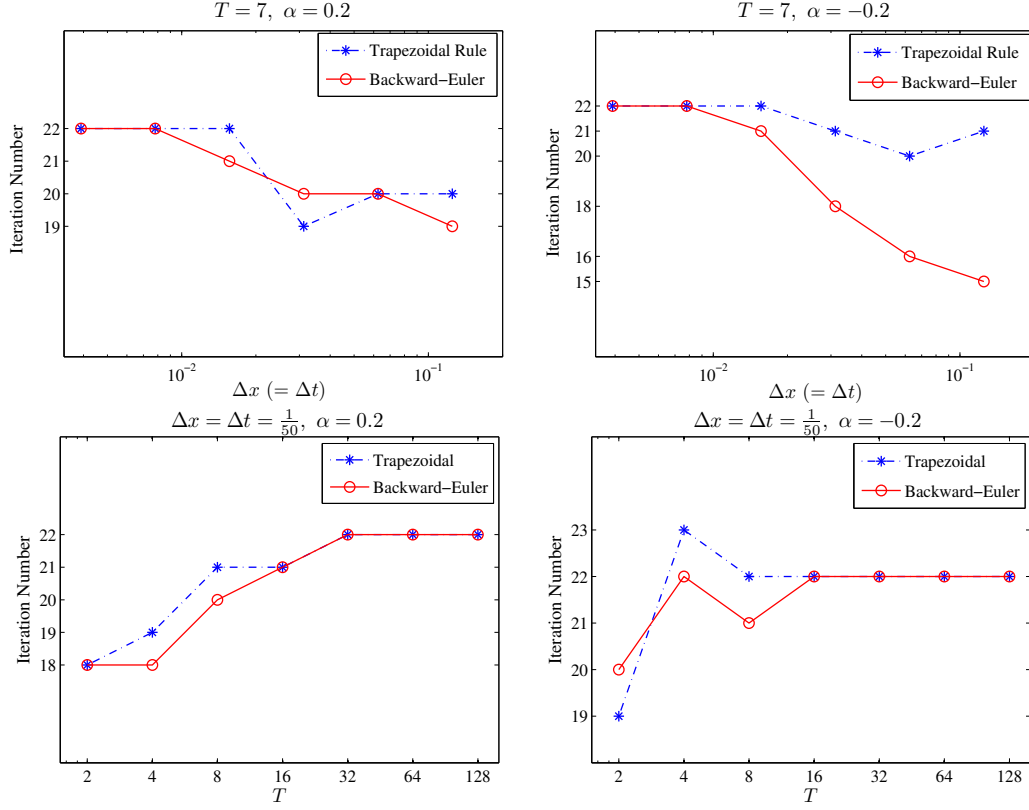 T = 7, α = 0.2
Trapezoidal Rule
Backward−Euler
Iteration Number
22
21
20
19
10⁻²
10⁻¹
Δx (= Δt)
T = 7, α = −0.2
Trapezoidal Rule
Backward−Euler
Iteration Number
22
21
20
18
16
15
10⁻²
10⁻¹
Δx (= Δt)
Δx = Δt = 1/50, α = 0.2
Trapezoidal
Backward−Euler
Iteration Number
22
21
20
19
18
2 4 8 16 32 64 128
T
Δx = Δt = 1/50, α = −0.2
Trapezoidal
Backward−Euler
Iteration Number
23
22
21
20
19
2 4 8 16 32 64 128
T